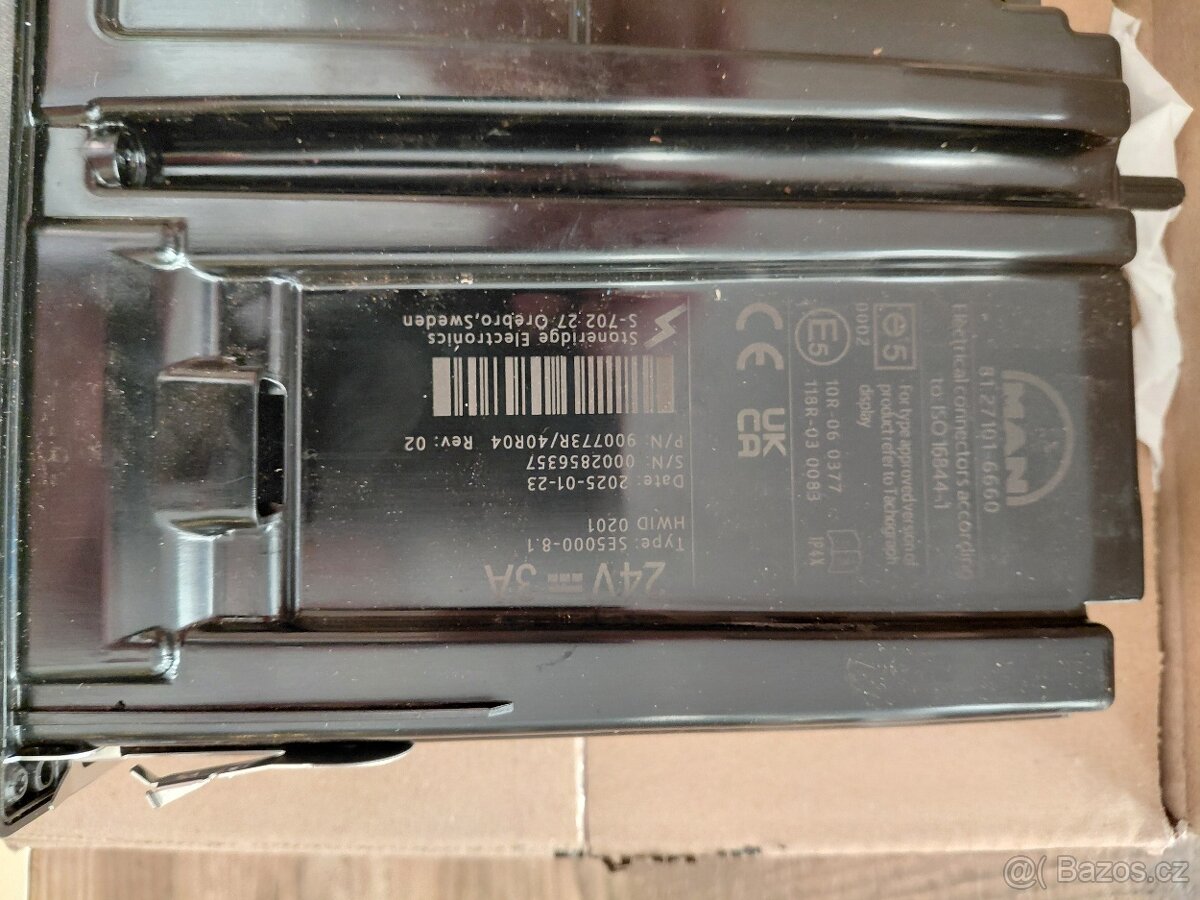 MAN
81.27101-6660
Electrical connectors according
to ISO 16844-1
e5
0002
for type approved version of
product refer to Tachograph
display
E5
10R-06 0377
118R-03 0083
IP4X
CE
UK
CA
24V 3A
Type: SE5000-8.1
HWID 0201
Date: 2025-01-23
S/N: 0002856357
P/N: 900773R/40R04 Rev: 02
Stoneridge Electronics
S-702 27 Örebro,Sweden
@( Bazos.cz